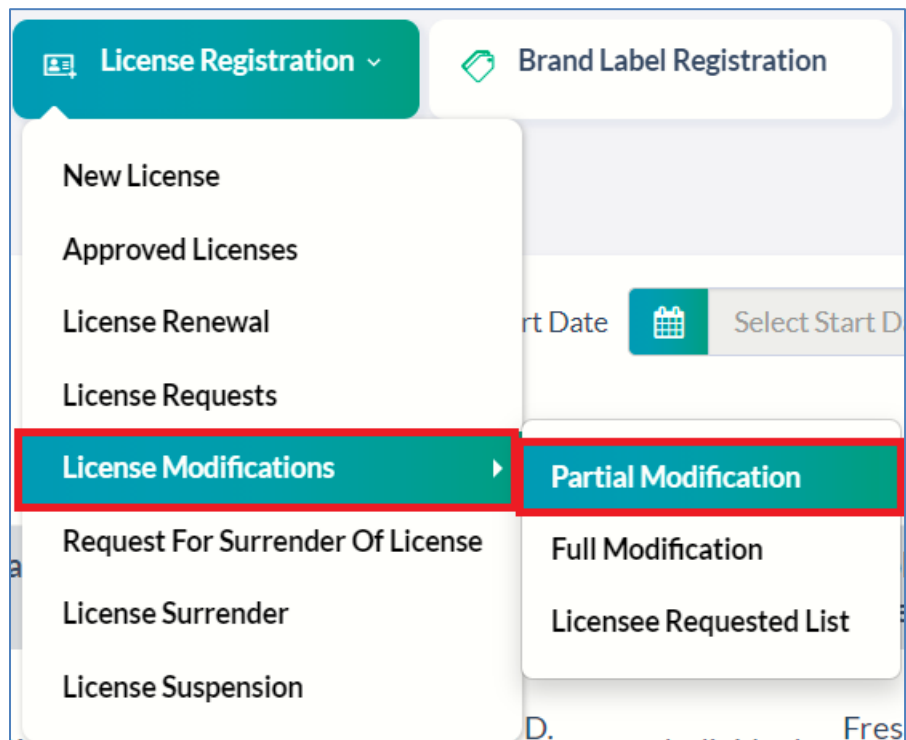 License Registration
Brand Label Registration
New License
Approved Licenses
License Renewal
rt Date
Select Start D
License Requests
License Modifications
Partial Modification
Request For Surrender Of License
Full Modification
License Surrender
Licensee Requested List
License Suspension
D.
Fres